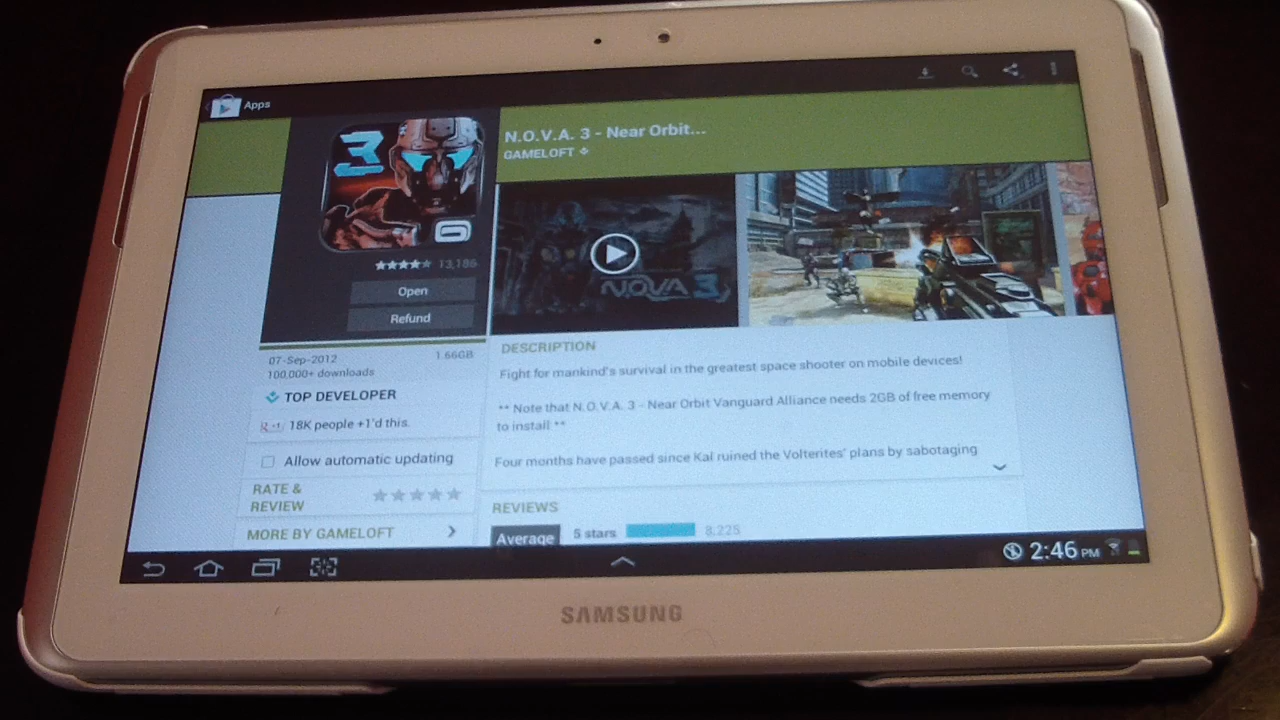 Apps
3
N.O.V.A. 3 - Near Orbit...
GAMELOFT
N.O.V.A 3
13,186
Open
Refund
07-Sep-2012 1.66GB
100,000+ downloads
TOP DEVELOPER
+1 18K people +1'd this.
Allow automatic updating
RATE &
REVIEW
MORE BY GAMELOFT
DESCRIPTION
Fight for mankind's survival in the greatest space shooter on mobile devices!
** Note that N.O.V.A. 3 - Near Orbit Vanguard Alliance needs 2GB of free memory
to install **
Four months have passed since Kal ruined the Volterites' plans by sabotaging
REVIEWS
Average 5 stars 8,225
2:46 PM
SAMSUNG